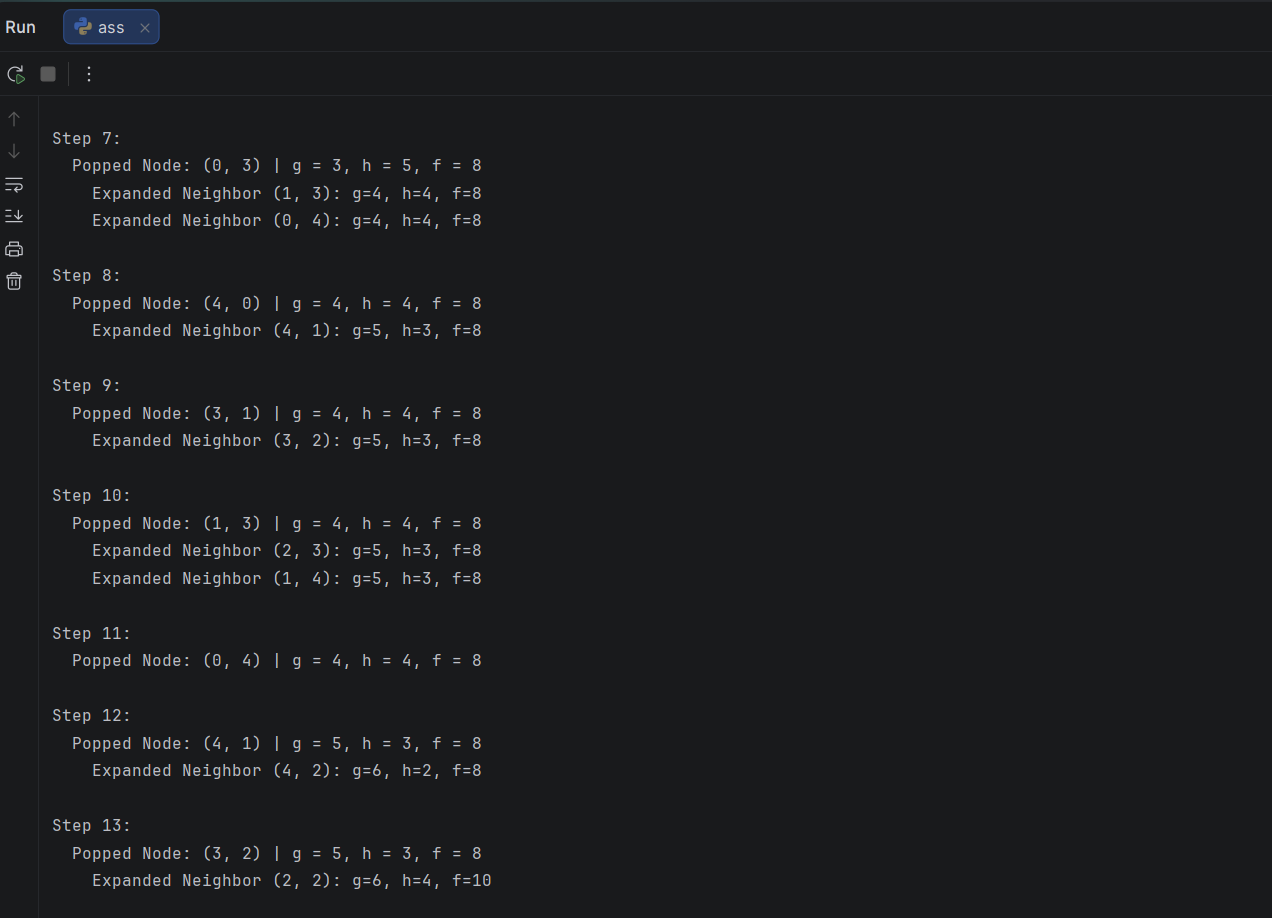 Run
ass
Step 7:
Popped Node: (0, 3) | g = 3, h = 5, f = 8
Expanded Neighbor (1, 3): g=4, h=4, f=8
Expanded Neighbor (0, 4): g=4, h=4, f=8
Step 8:
Popped Node: (4, 0) | g = 4, h = 4, f = 8
Expanded Neighbor (4, 1): g=5, h=3, f=8
Step 9:
Popped Node: (3, 1) | g = 4, h = 4, f = 8
Expanded Neighbor (3, 2): g=5, h=3, f=8
Step 10:
Popped Node: (1, 3) | g = 4, h = 4, f = 8
Expanded Neighbor (2, 3): g=5, h=3, f=8
Expanded Neighbor (1, 4): g=5, h=3, f=8
Step 11:
Popped Node: (0, 4) | g = 4, h = 4, f = 8
Step 12:
Popped Node: (4, 1) | g = 5, h = 3, f = 8
Expanded Neighbor (4, 2): g=6, h=2, f=8
Step 13:
Popped Node: (3, 2) | g = 5, h = 3, f = 8
Expanded Neighbor (2, 2): g=6, h=4, f=10